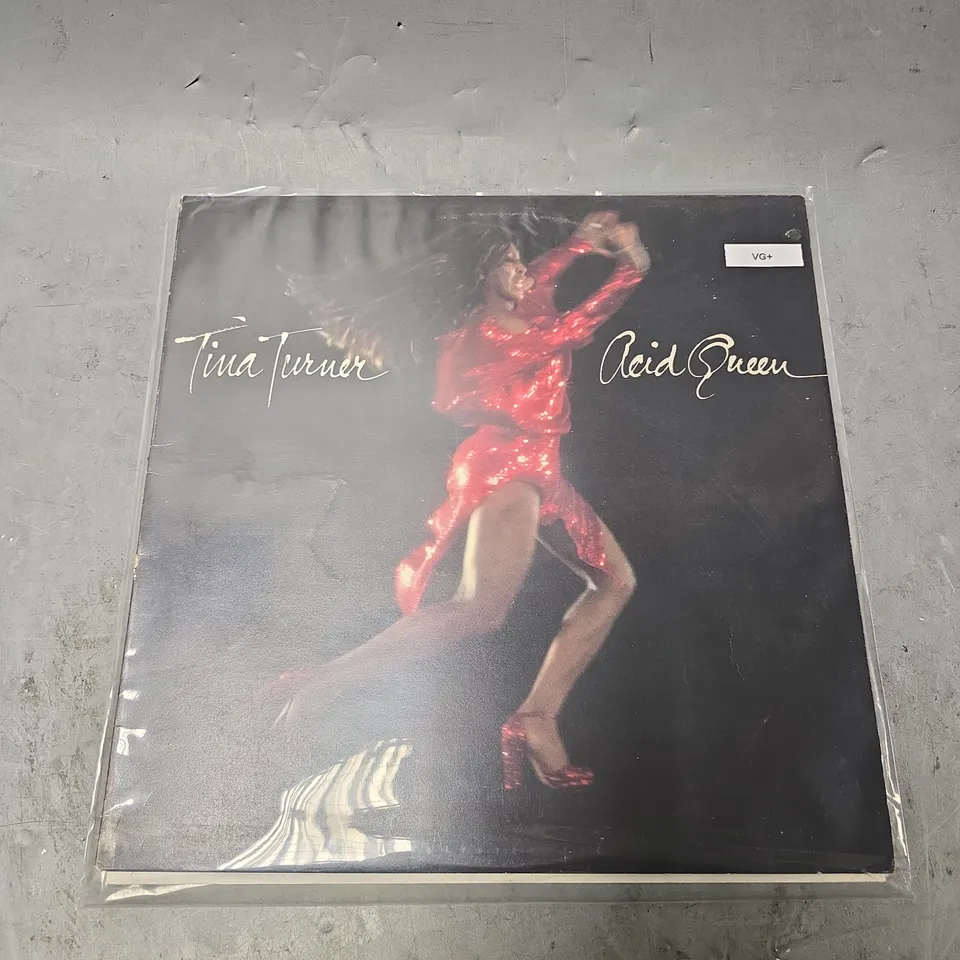 VG+
Tina Turner Acid Queen